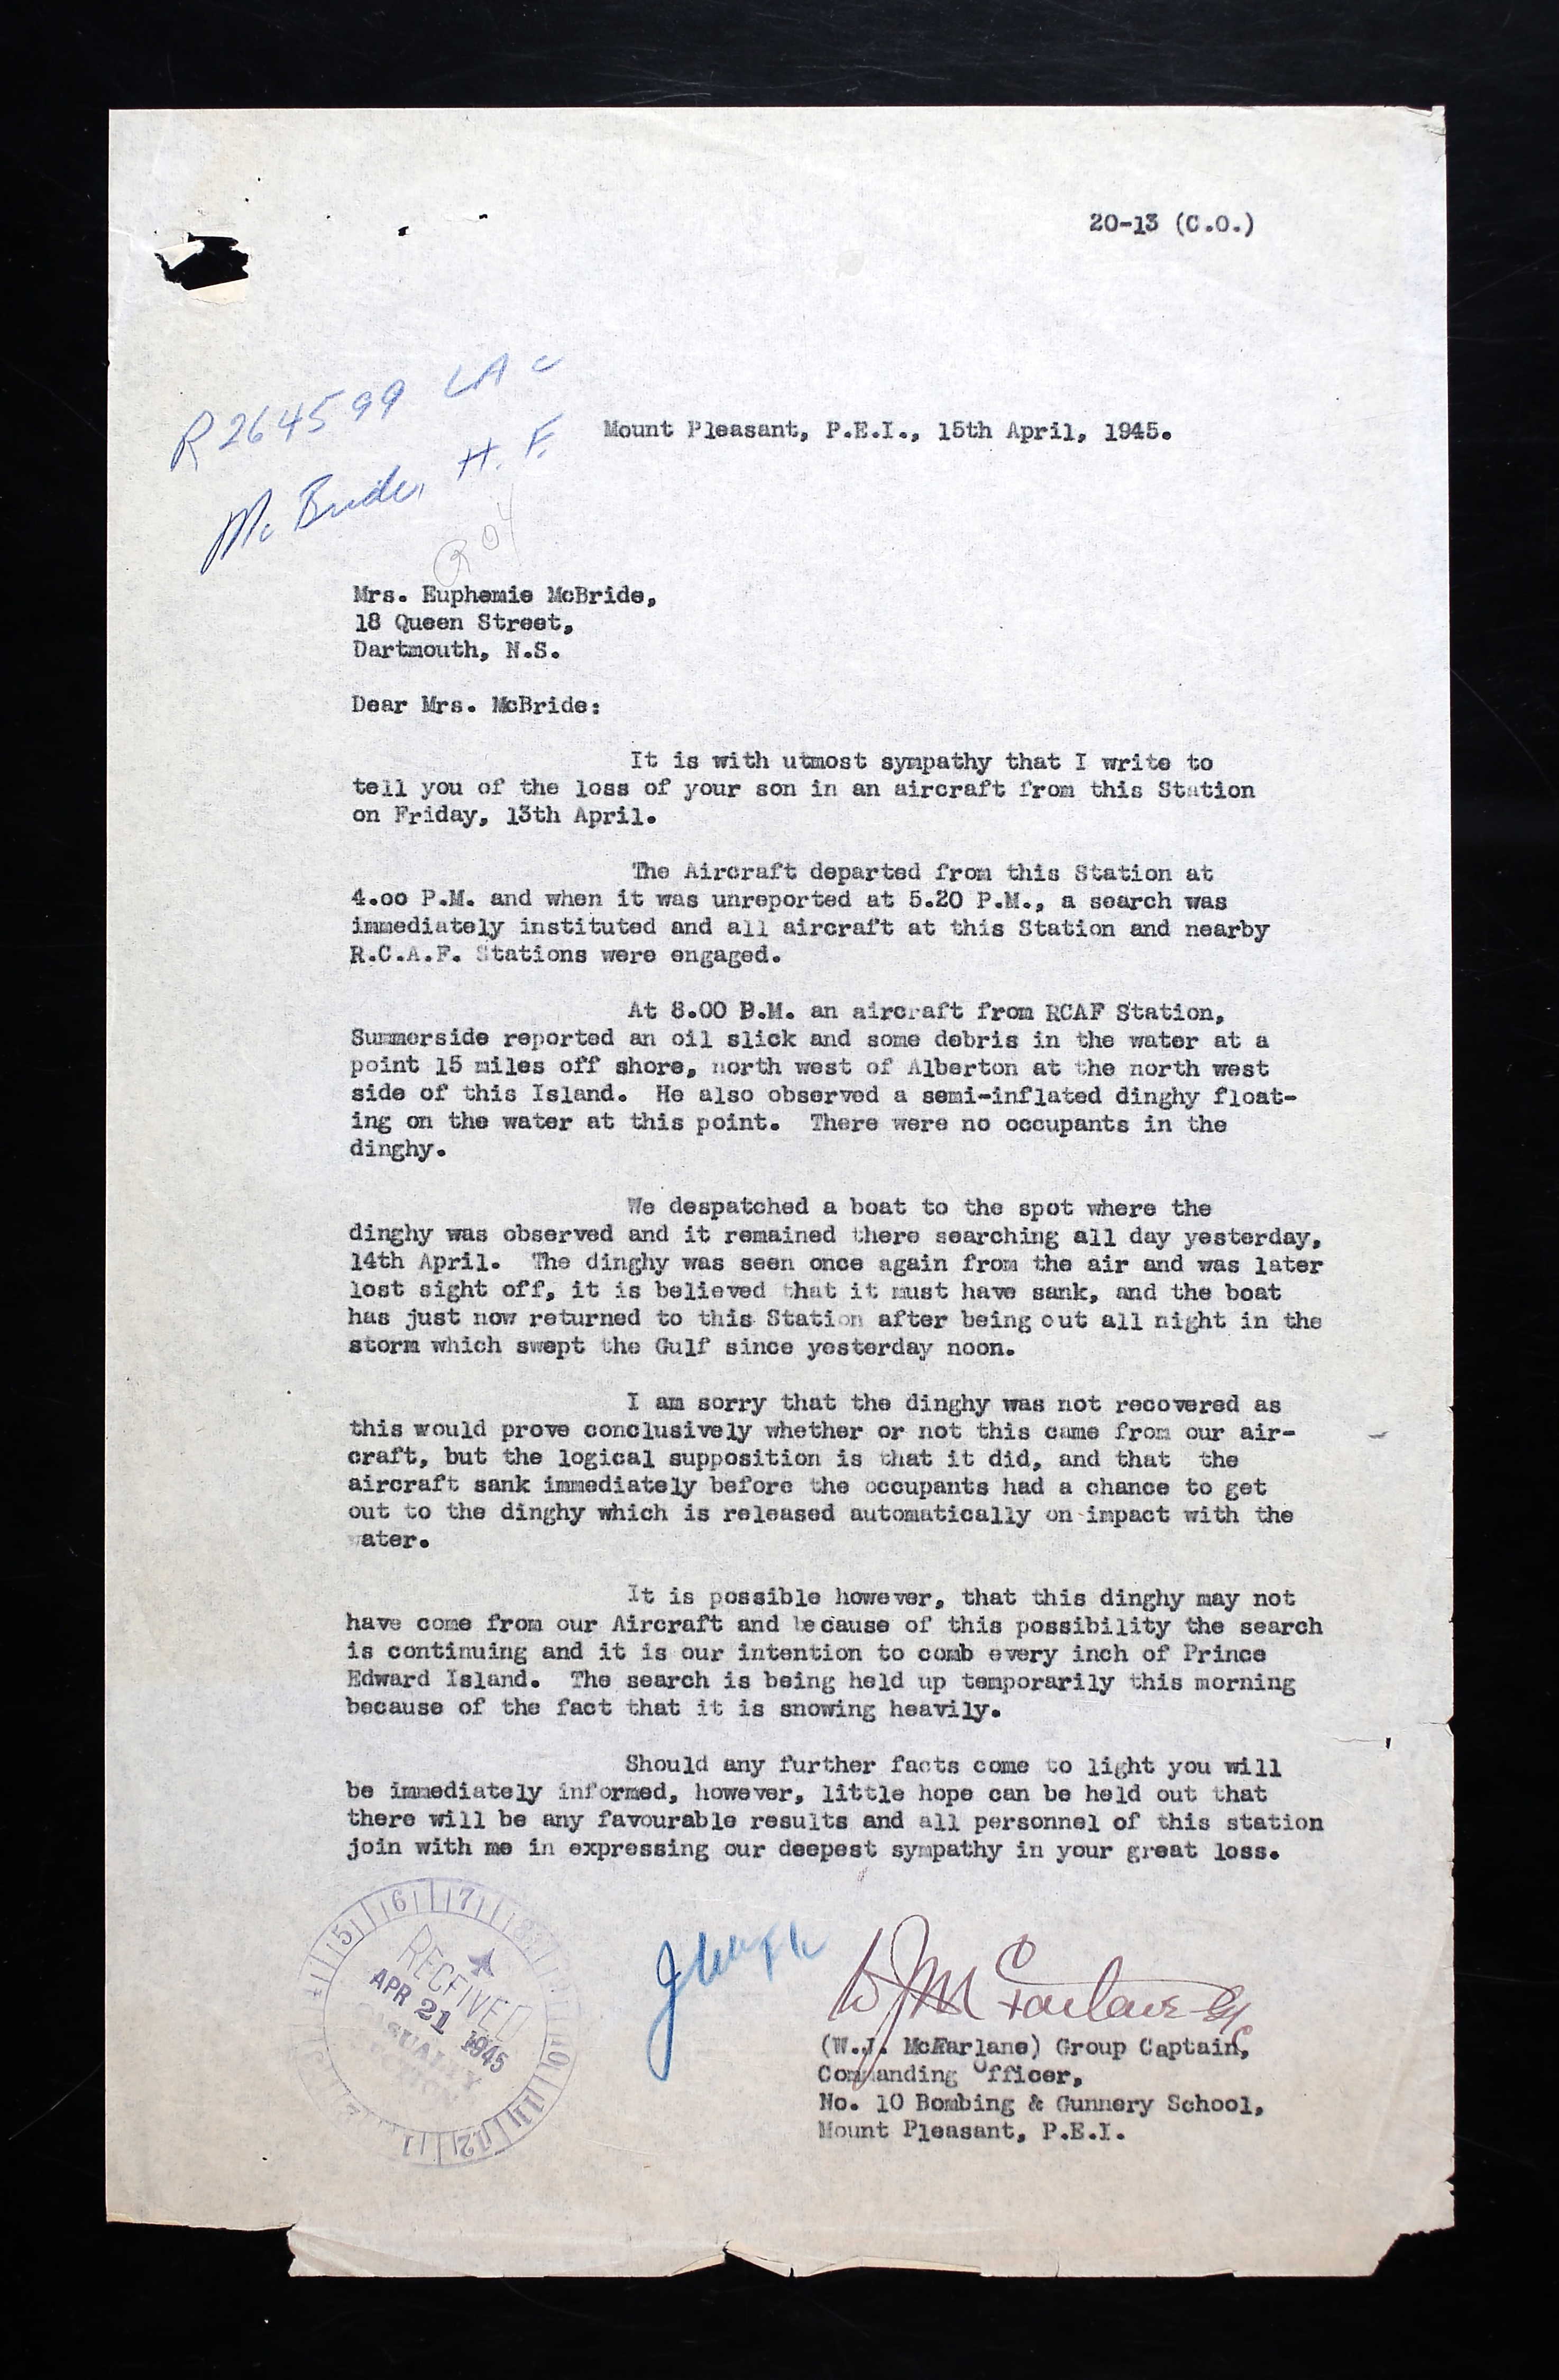 20-13 (C.O.)
R264599 LAC
McBride, H. F.
Mount Pleasant, P.E.I., 15th April, 1945.
Mrs. Euphemie McBride,
18 Queen Street,
Dartmouth, N.S.
Dear Mrs. McBride:
It is with utmost sympathy that I write to
tell you of the loss of your son in an aircraft from this Station
on Friday, 13th April.
The Aircraft departed from this Station at
4.oo P.M. and when it was unreported at 5.20 P.M., a search was
immediately instituted and all aircraft at this Station and nearby
R.C.A.F. Stations were engaged.
At 8.00 P.M. an aircraft from RCAF Station,
Summerside reported an oil slick and some debris in the water at a
point 15 miles off shore, north west of Alberton at the north west
side of this Island. He also observed a semi-inflated dinghy float-
ing on the water at this point. There were no occupants in the
dinghy.
We despatched a boat to the spot where the
dinghy was observed and it remained there searching all day yesterday,
14th April. The dinghy was seen once again from the air and was later
lost sight off, it is believed that it must have sank, and the boat
has just now returned to this Station after being out all night in the
storm which swept the Gulf since yesterday noon.
I am sorry that the dinghy was not recovered as
this would prove conclusively whether or not this came from our air-
craft, but the logical supposition is that it did, and that the
aircraft sank immediately before the occupants had a chance to get
out to the dinghy which is released automatically on impact with the
water.
It is possible however, that this dinghy may not
have come from our Aircraft and because of this possibility the search
is continuing and it is our intention to comb every inch of Prince
Edward Island. The search is being held up temporarily this morning
because of the fact that it is snowing heavily.
Should any further facts come to light you will
be immediately informed, however, little hope can be held out that
there will be any favourable results and all personnel of this station
join with me in expressing our deepest sympathy in your great loss.
RECEIVED
APR 21 1945
WJMcFarlane G/C
(W.J. McFarlane) Group Captain,
Commanding Officer,
No. 10 Bombing & Gunnery School,
Mount Pleasant, P.E.I.